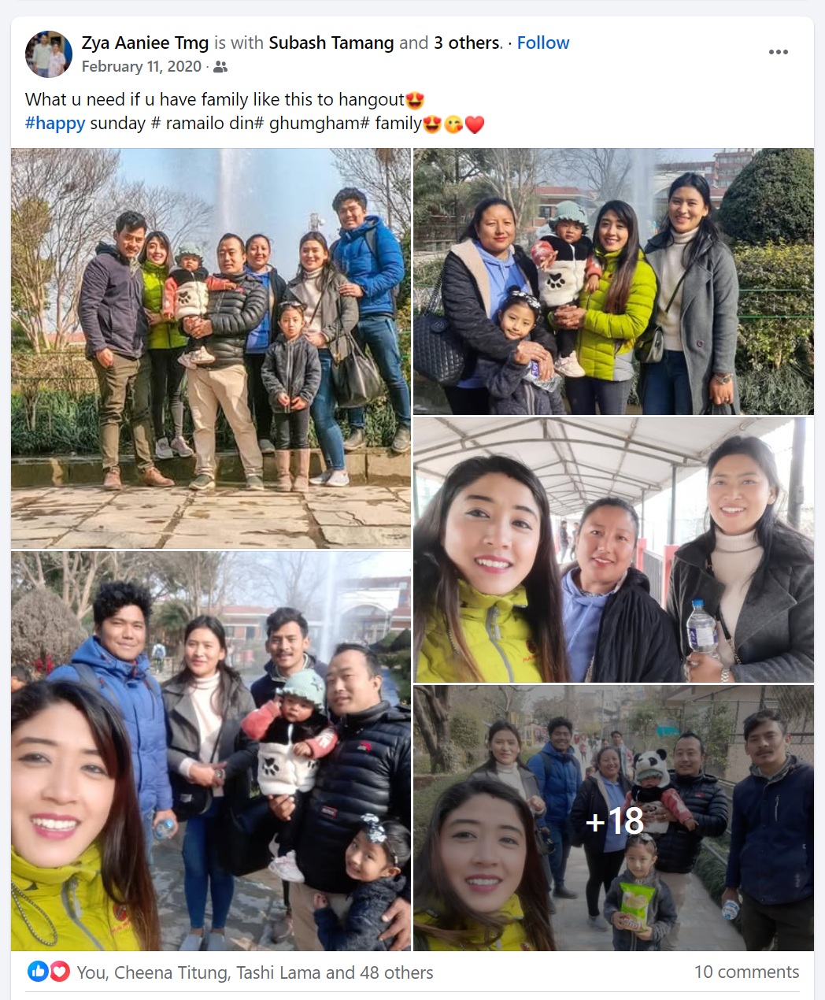 Zya Aaniee Tmg is with Subash Tamang and 3 others. · Follow
February 11, 2020 ·
What u need if u have family like this to hangout😍
#happy sunday # ramailo din# ghumgham# family😍😘❤️
+18
You, Cheena Titung, Tashi Lama and 48 others
10 comments